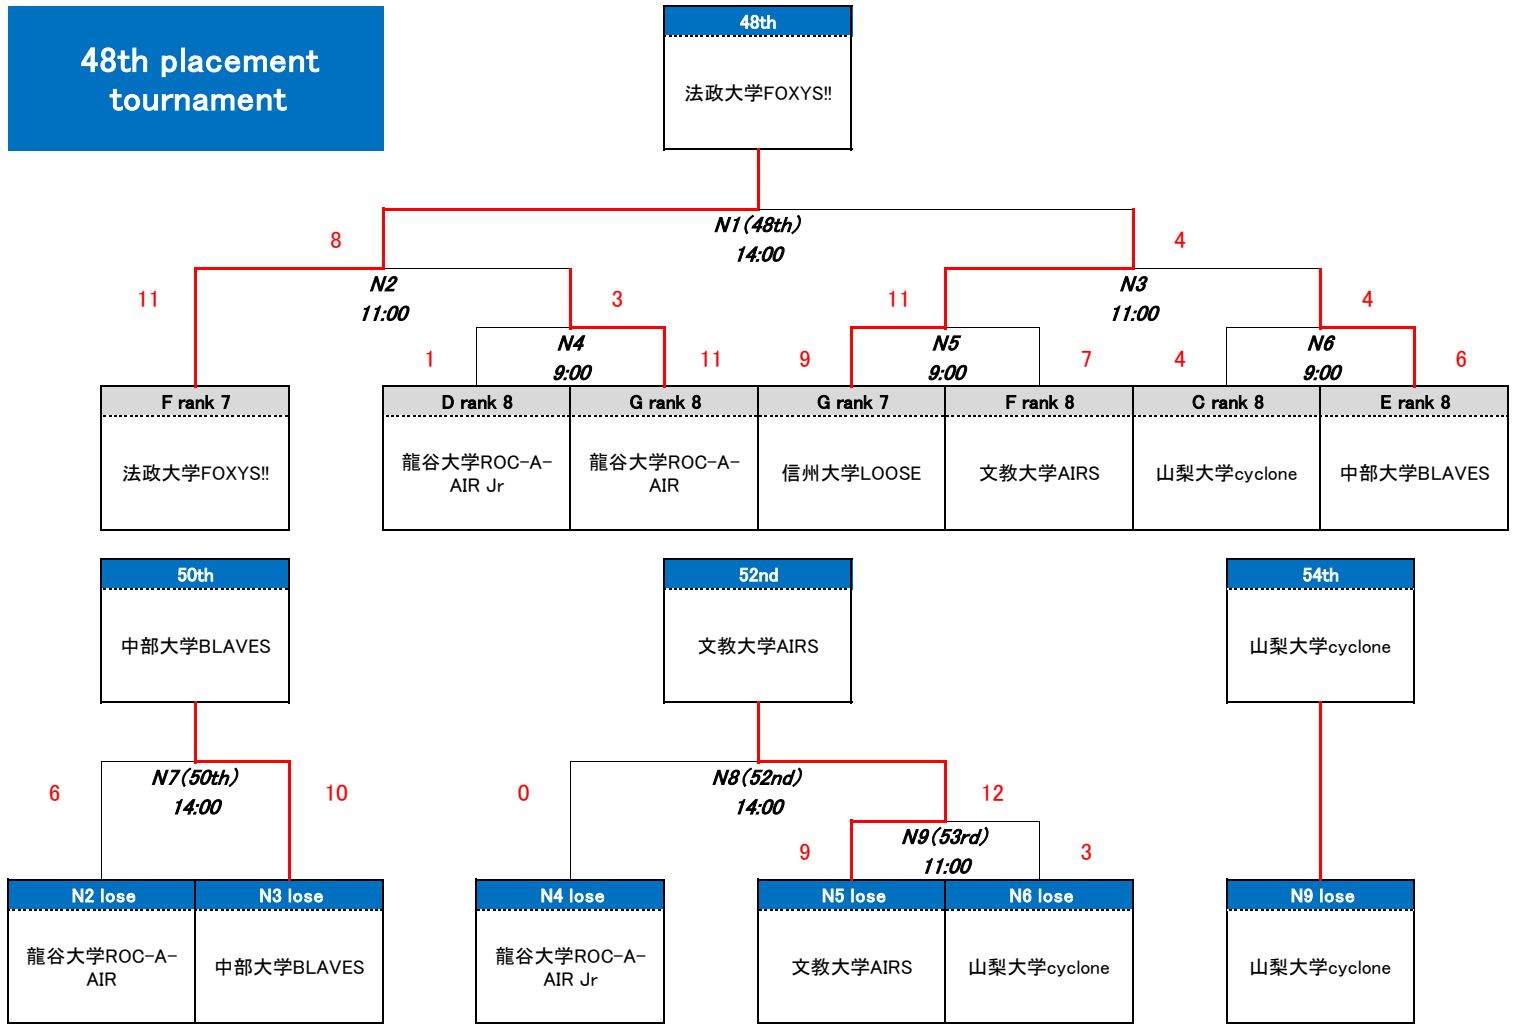 48th placement
tournament
48th
法政大学FOXYS!!
N1(48th)
14:00
8
4
N2
11:00
11
3
N3
11:00
11
4
N4
9:00
1
11
N5
9:00
9
7
N6
9:00
4
6
F rank 7
D rank 8
G rank 8
G rank 7
F rank 8
C rank 8
E rank 8
法政大学FOXYS!!
龍谷大学ROC-A-
AIR Jr
龍谷大学ROC-A-
AIR
信州大学LOOSE
文教大学AIRS
山梨大学cyclone
中部大学BLAVES
50th
52nd
54th
中部大学BLAVES
文教大学AIRS
山梨大学cyclone
N7(50th)
14:00
6
10
N8(52nd)
14:00
0
12
N9(53rd)
11:00
9
3
N2 lose
N3 lose
N4 lose
N5 lose
N6 lose
N9 lose
龍谷大学ROC-A-
AIR
中部大学BLAVES
龍谷大学ROC-A-
AIR Jr
文教大学AIRS
山梨大学cyclone
山梨大学cyclone